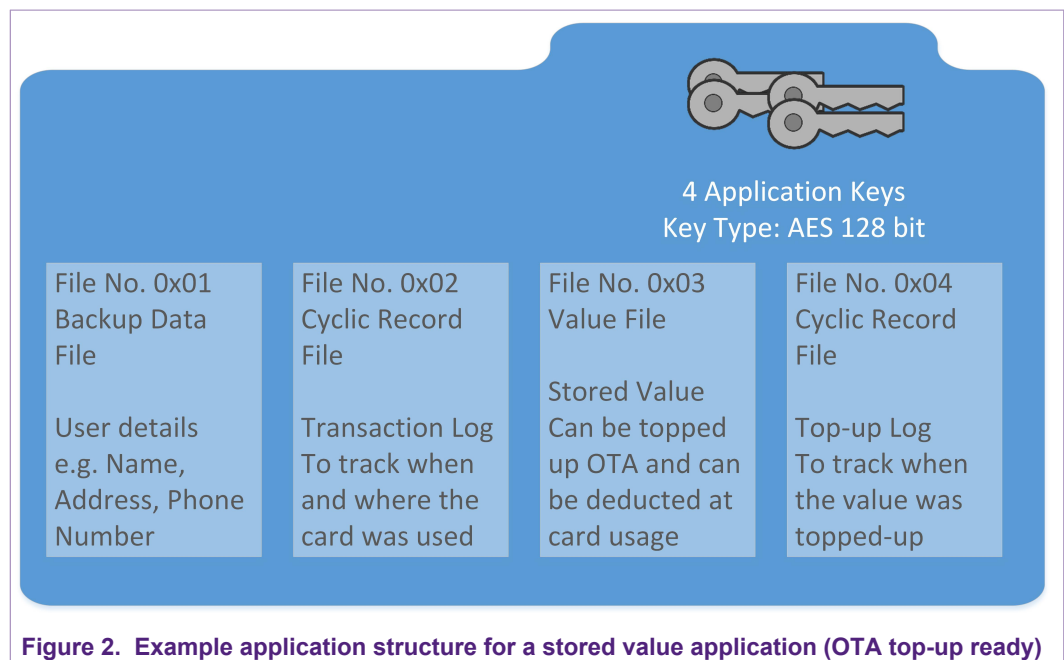 4 Application Keys
Key Type: AES 128 bit
File No. 0x01
Backup Data
File
User details
e.g. Name,
Address, Phone
Number
File No. 0x02
Cyclic Record
File
Transaction Log
To track when
and where the
card was used
File No. 0x03
Value File
Stored Value
Can be topped
up OTA and can
be deducted at
card usage
File No. 0x04
Cyclic Record
File
Top-up Log
To track when
the value was
topped-up
Figure 2. Example application structure for a stored value application (OTA top-up ready)